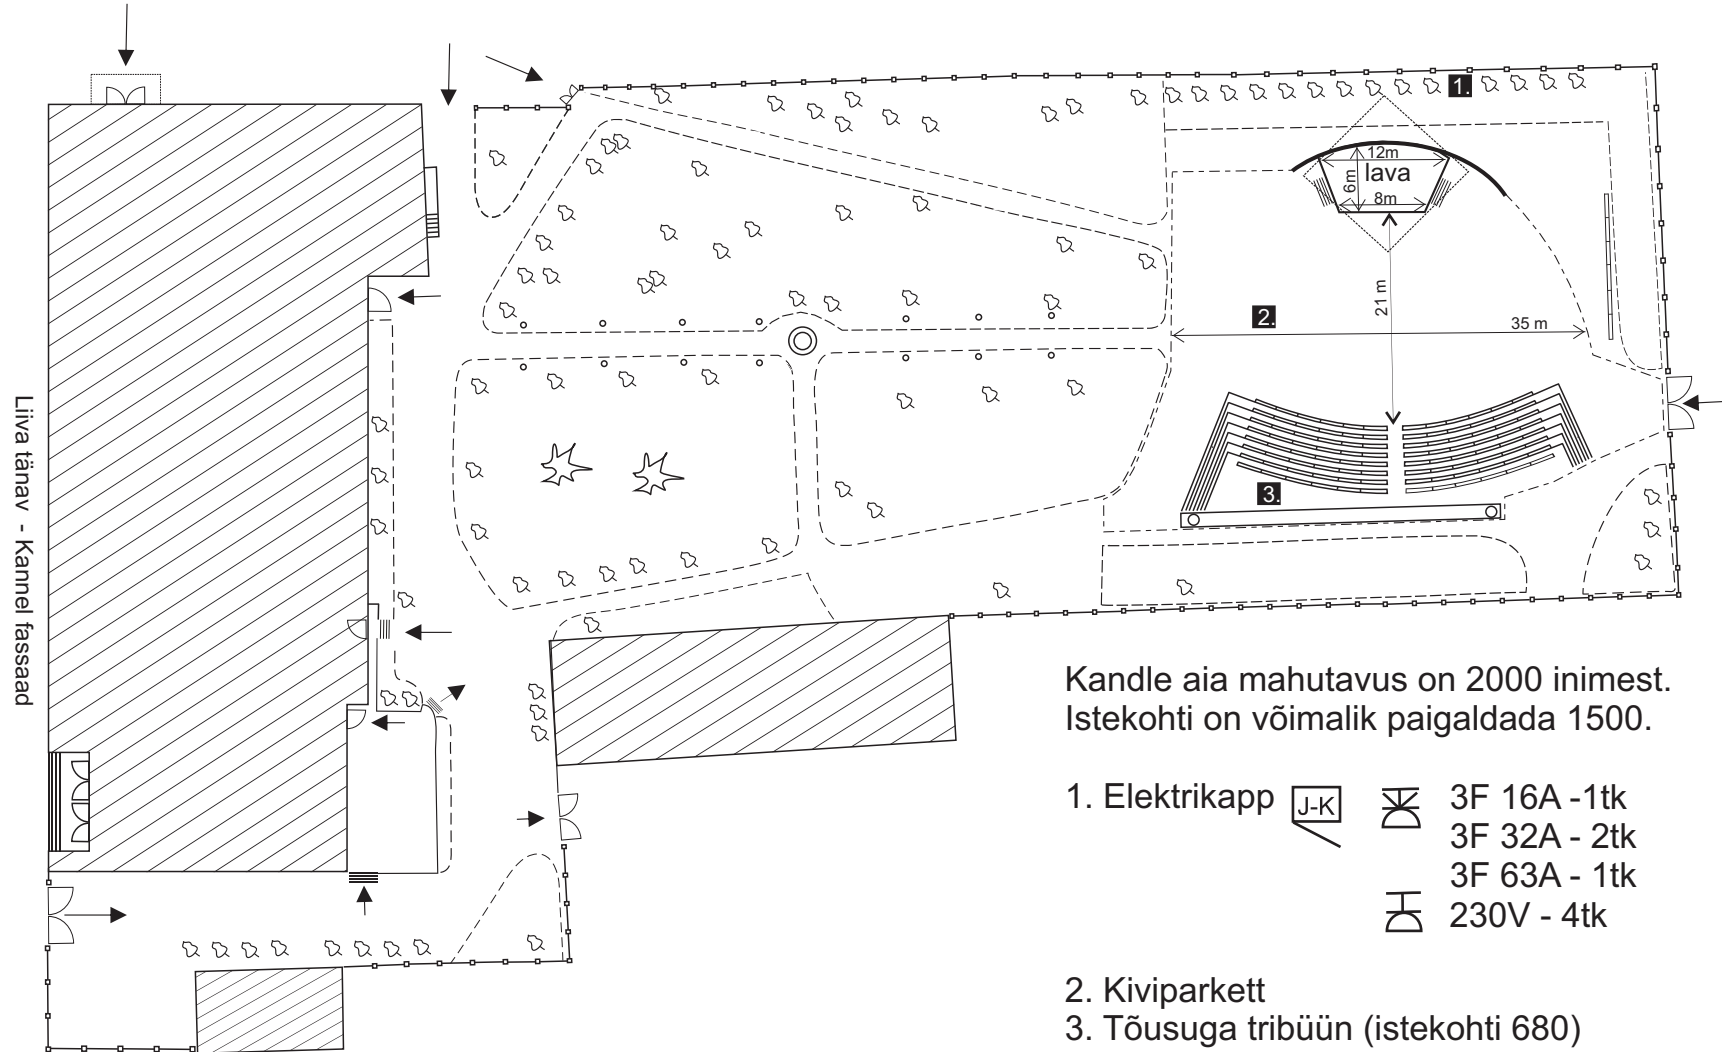 1.
12m
lava
6m
8m
21 m
2.
35 m
3.
Liiva tänav - Kannel fassaad
Kandle aia mahutavus on 2000 inimest.
Istekohti on võimalik paigaldada 1500.
1. Elektrikapp J-K 3F 16A -1tk
3F 32A - 2tk
3F 63A - 1tk
230V - 4tk
2. Kiviparkett
3. Tõusuga tribüün (istekohti 680)